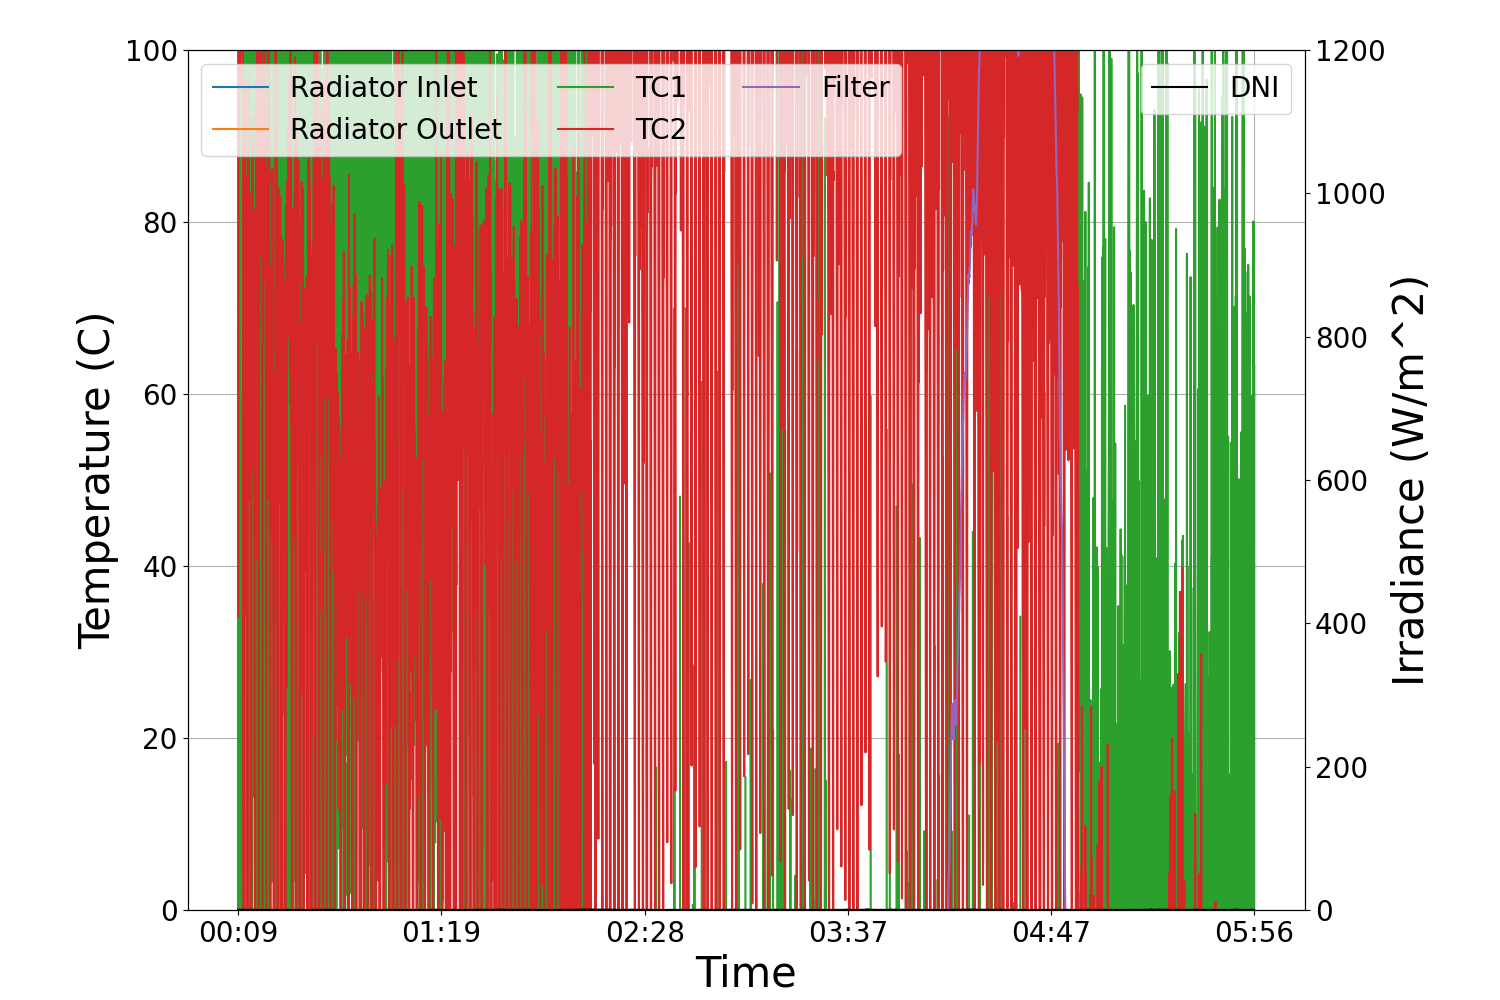 100
80
60
40
20
0
Temperature (C)
Radiator Inlet
Radiator Outlet
TC1
TC2
Filter
DNI
1200
1000
800
600
400
200
0
Irradiance (W/m^2)
00:09 01:19 02:28 03:37 04:47 05:56
Time